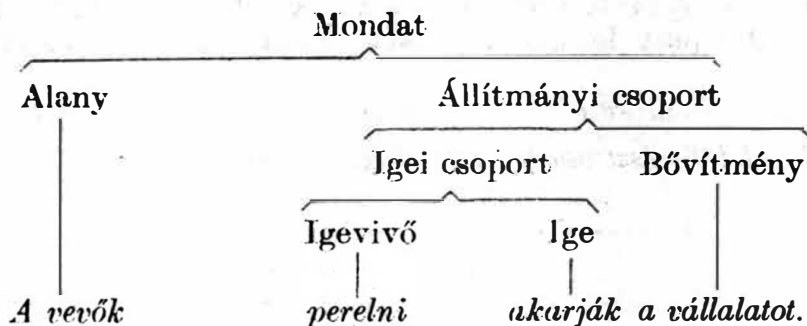 Mondat
Alany Állítmányi csoport
Igei csoport Bővítmény
Igevivő Ige
A vevők perelni akarják a vállalatot.